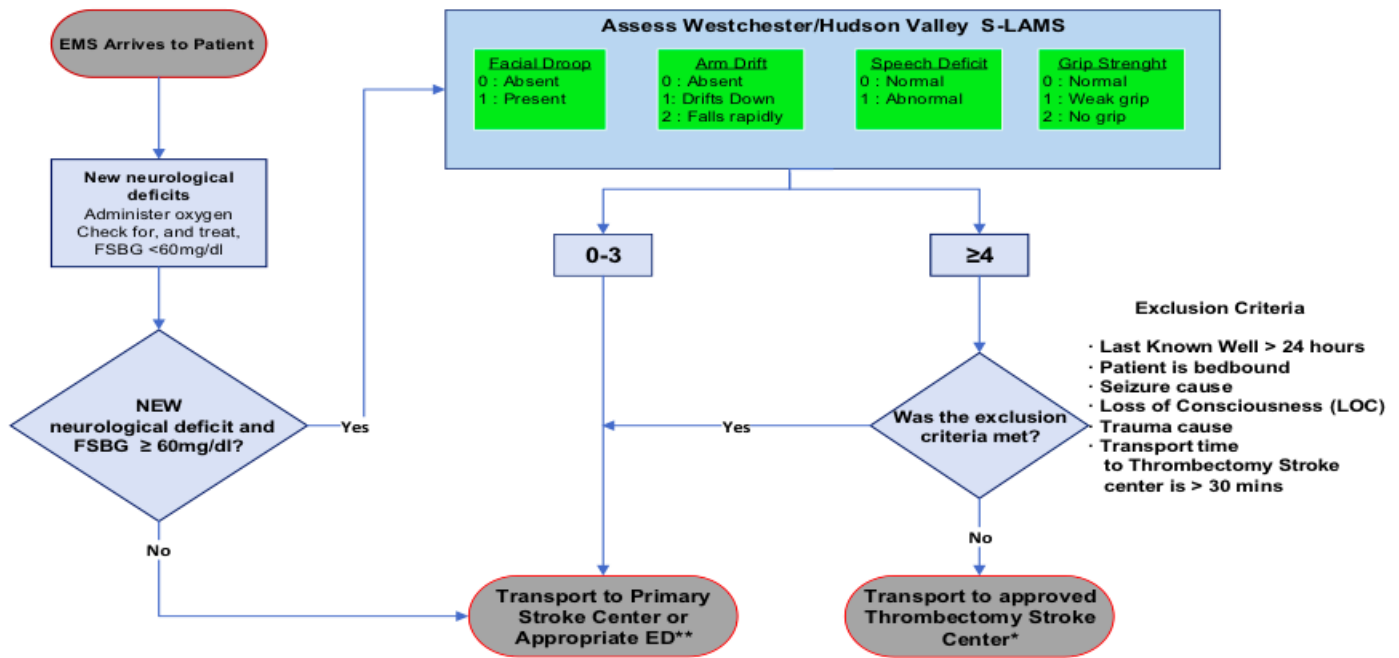 EMS Arrives to Patient
New neurological
deficits
Administer oxygen
Check for, and treat,
FSBG <60mg/dl
NEW
neurological deficit and
FSBG ≥ 60mg/dl?
Yes
No
Assess Westchester/Hudson Valley S-LAMS
Facial Droop
0 : Absent
1 : Present
Arm Drift
0 : Absent
1: Drifts Down
2 : Falls rapidly
Speech Deficit
0 : Normal
1 : Abnormal
Grip Strenght
0 : Normal
1 : Weak grip
2 : No grip
0-3
≥4
Exclusion Criteria
· Last Known Well > 24 hours
· Patient is bedbound
· Seizure cause
· Loss of Consciousness (LOC)
· Trauma cause
· Transport time
to Thrombectomy Stroke
center is > 30 mins
Was the exclusion
criteria met?
Yes
No
Transport to Primary
Stroke Center or
Appropriate ED**
Transport to approved
Thrombectomy Stroke
Center*